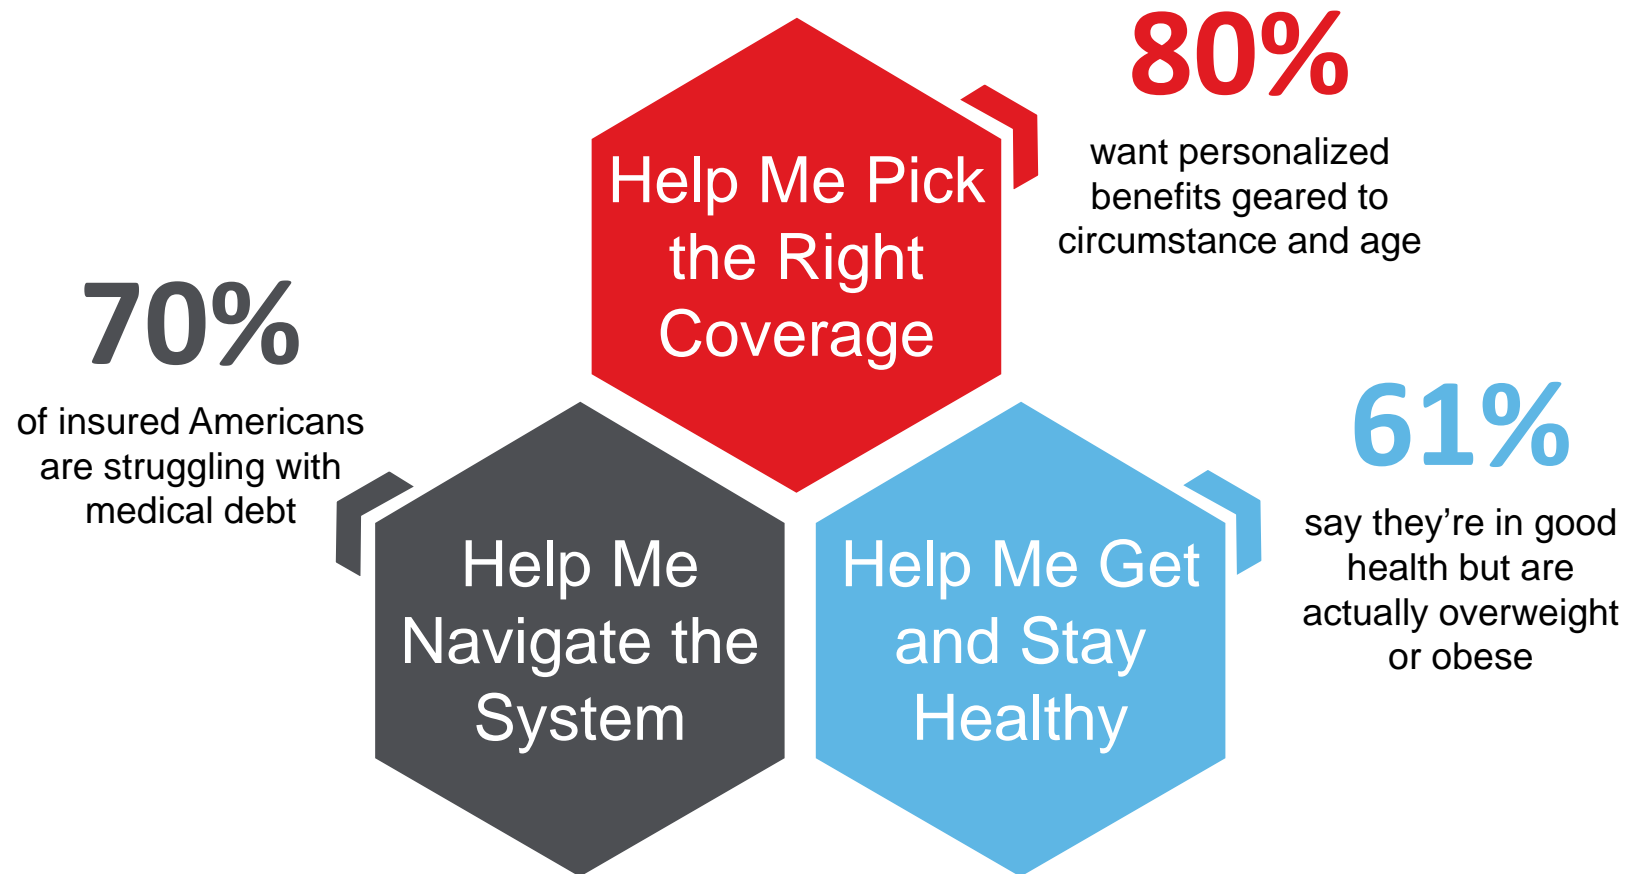 80%
want personalized
benefits geared to
circumstance and age
Help Me Pick
the Right
Coverage
70%
of insured Americans
are struggling with
medical debt
Help Me
Navigate the
System
61%
say they’re in good
health but are
actually overweight
or obese
Help Me Get
and Stay
Healthy